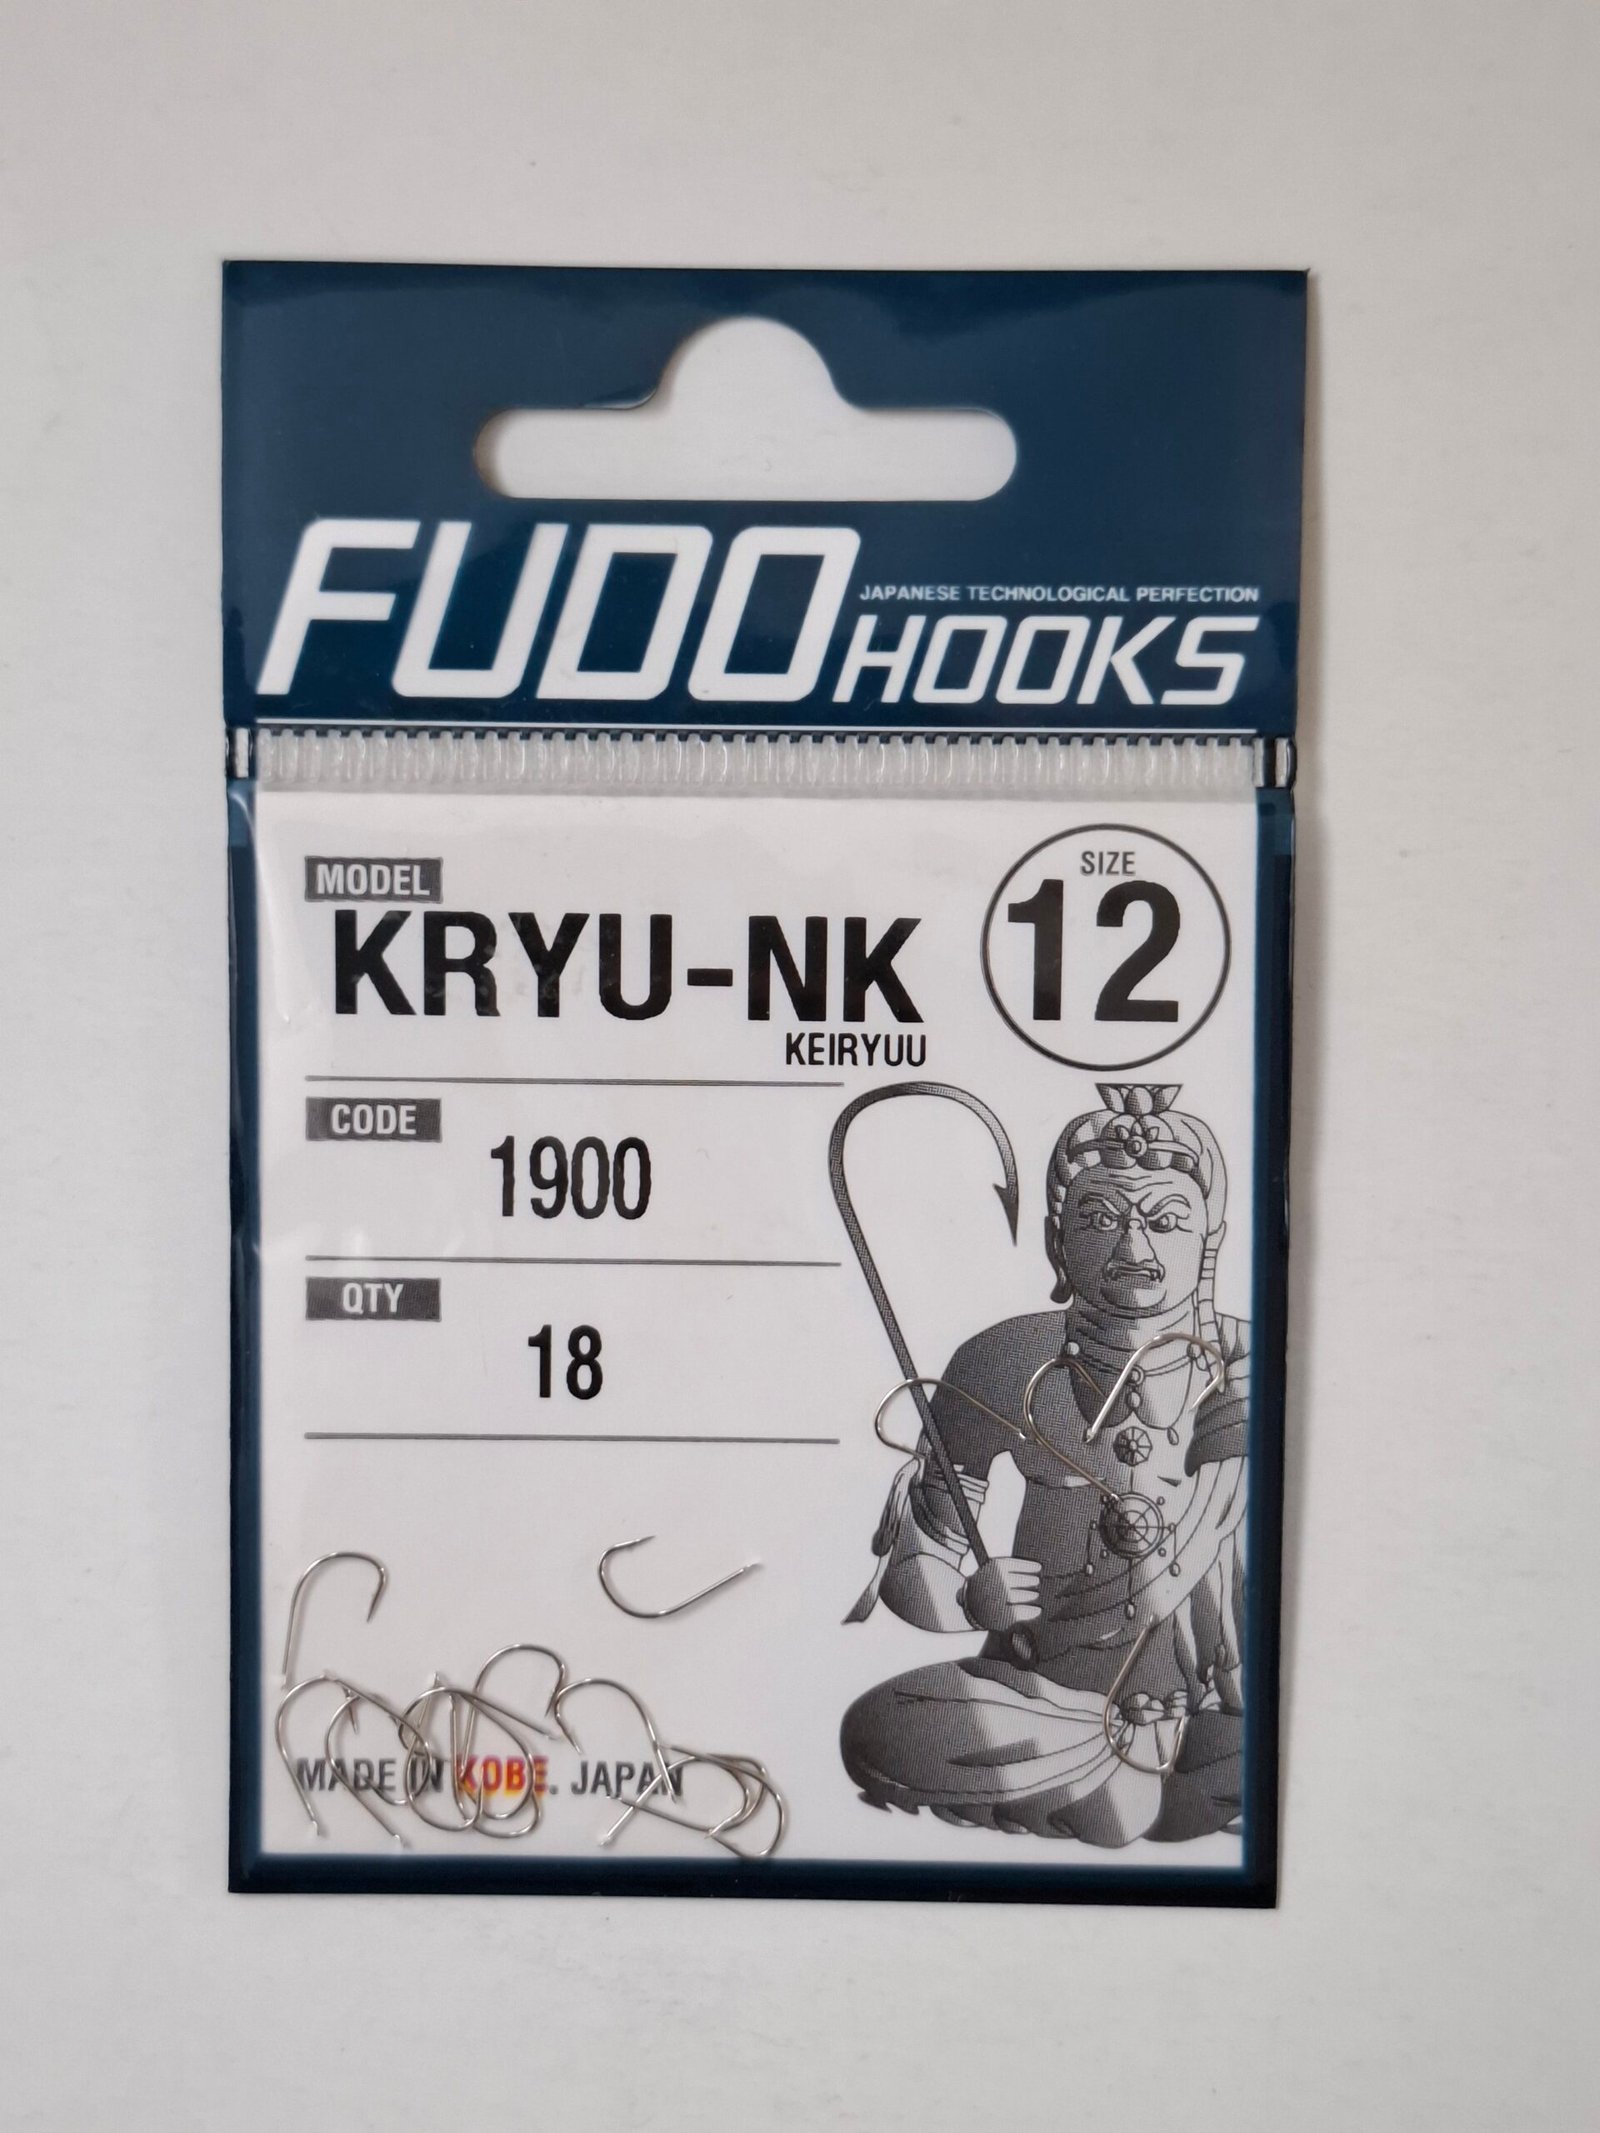 FUDO
JAPANESE TECHNOLOGICAL PERFECTION
HOOKS
MODEL
KRYU-NK
KEIRYUU
SIZE
12
CODE
1900
QTY
18
MADE IN KOBE. JAPAN